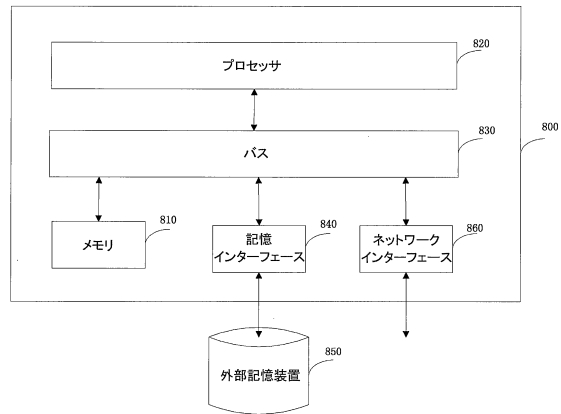 プロセッサ
820
バス
830
800
メモリ
810
記憶
インターフェース
840
ネットワーク
インターフェース
860
外部記憶装置
850